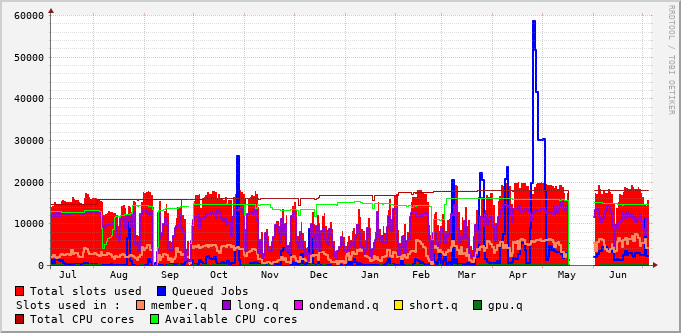 60000
50000
40000
30000
20000
10000
0
Jul Aug Sep Oct Nov Dec Jan Feb Mar Apr May Jun
Total slots used Queued Jobs
Slots used in : member.q long.q ondemand.q short.q gpu.q
Total CPU cores Available CPU cores
RRDTOOL / TOBI OETIKER